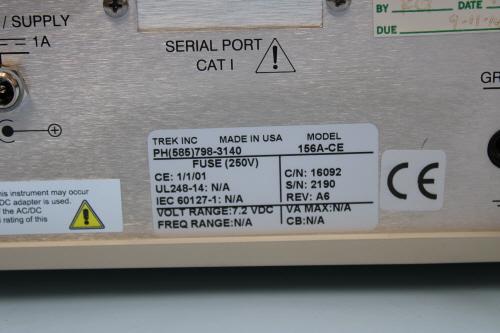 / SUPPLY
1A
SERIAL PORT
CAT I
BY DATE
DUE
GR
TREK INC MADE IN USA MODEL
PH(585)798-3140 156A-CE
FUSE (250V)
CE: 1/1/01 C/N: 16092
UL248-14: N/A S/N: 2190
IEC 60127-1: N/A REV: A6
VOLT RANGE:7.2 VDC VA MAX:N/A
FREQ RANGE:N/A CB:N/A
CE
his instrument may occur
DC adapter is used.
f the AC/DC
rating of this